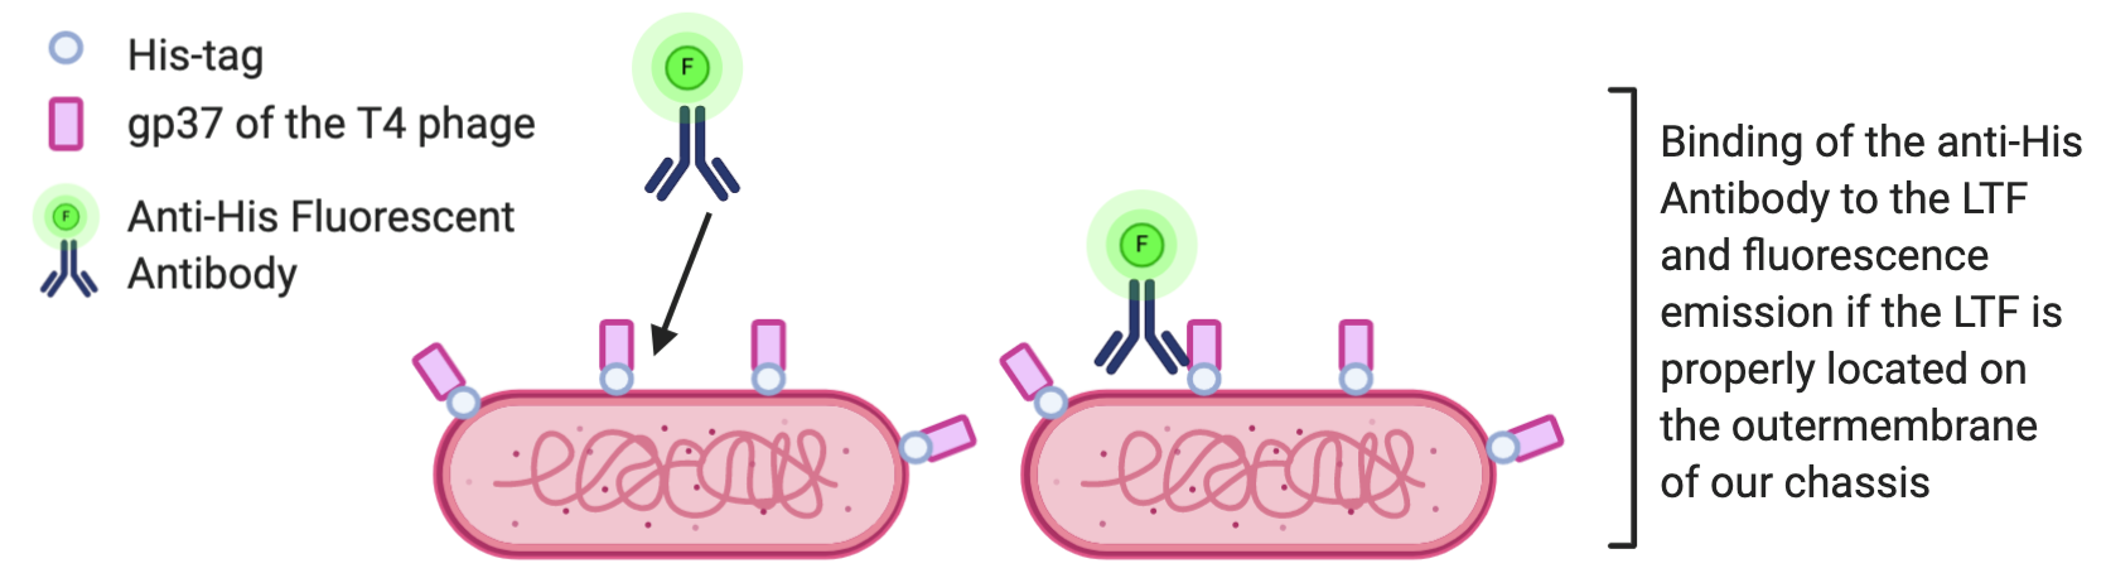 His-tag
gp37 of the T4 phage
F
Anti-His Fluorescent
Antibody
F
F
Binding of the anti-His
Antibody to the LTF
and fluorescence
emission if the LTF is
properly located on
the outermembrane
of our chassis